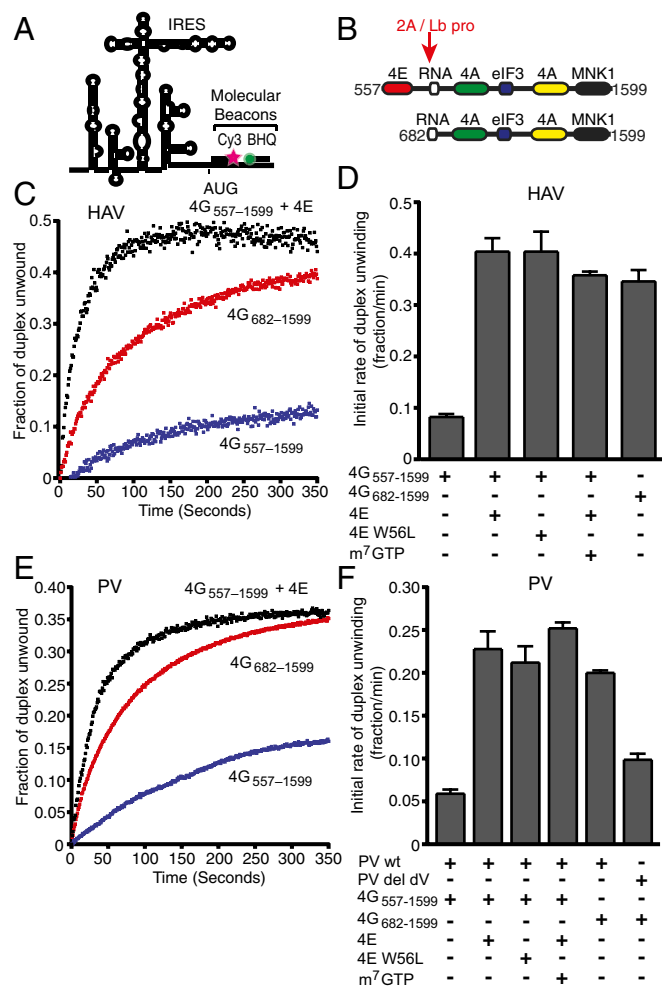 A
IRES
Molecular
Beacons
Cy3 BHQ
AUG
B
2A / Lb pro
4E RNA 4A eIF3 4A MNK1
557 1599
RNA 4A eIF3 4A MNK1
682 1599
C
HAV
4G557–1599 + 4E
4G682–1599
4G557–1599
Fraction of duplex unwound
0.5
0.4
0.3
0.2
0.1
0
0 50 100 150 200 250 300 350
Time (Seconds)
D
HAV
Initial rate of duplex unwinding
(fraction/min)
0.5
0.4
0.3
0.2
0.1
0
4G557-1599 + + + + -
4G682-1599 - - - - +
4E - + - + -
4E W56L - - + - -
m7GTP - - - + -
E
PV
4G557–1599 + 4E
4G682–1599
4G557–1599
Fraction of duplex unwound
0.40
0.35
0.30
0.25
0.20
0.15
0.10
0.05
0
0 50 100 150 200 250 300 350
Time (Seconds)
F
PV
Initial rate of duplex unwinding
(fraction/min)
0.30
0.25
0.20
0.15
0.10
0.05
0
PV wt + + + + + -
PV del dV - - - - - +
4G557-1599 + + + + - -
4G682-1599 - - - - + +
4E - + - + - -
4E W56L - - + - - -
m7GTP - - - + - -